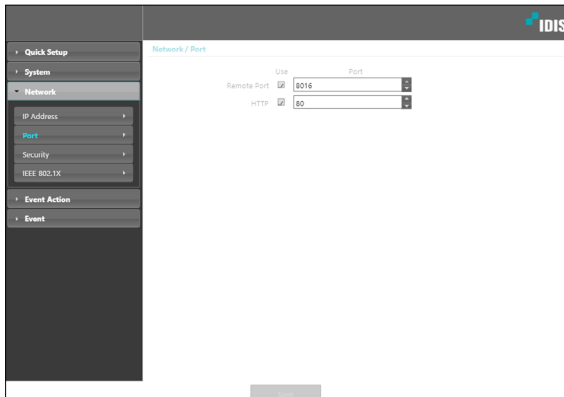 IDIS
Quick Setup
Network / Port
System
Use Port
Network
Remote Port 8016
HTTP 80
IP Address
Port
Security
IEEE 802.1X
Event Action
Event